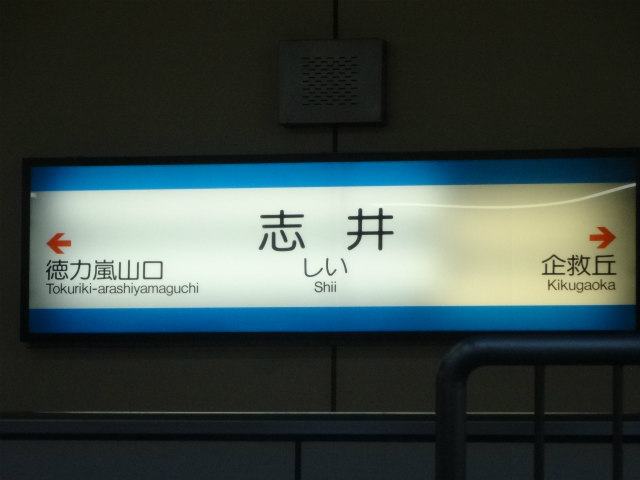 志井
しい
Shii
徳力嵐山口
Tokuriki-arashiyamaguchi
企救丘
Kikugaoka